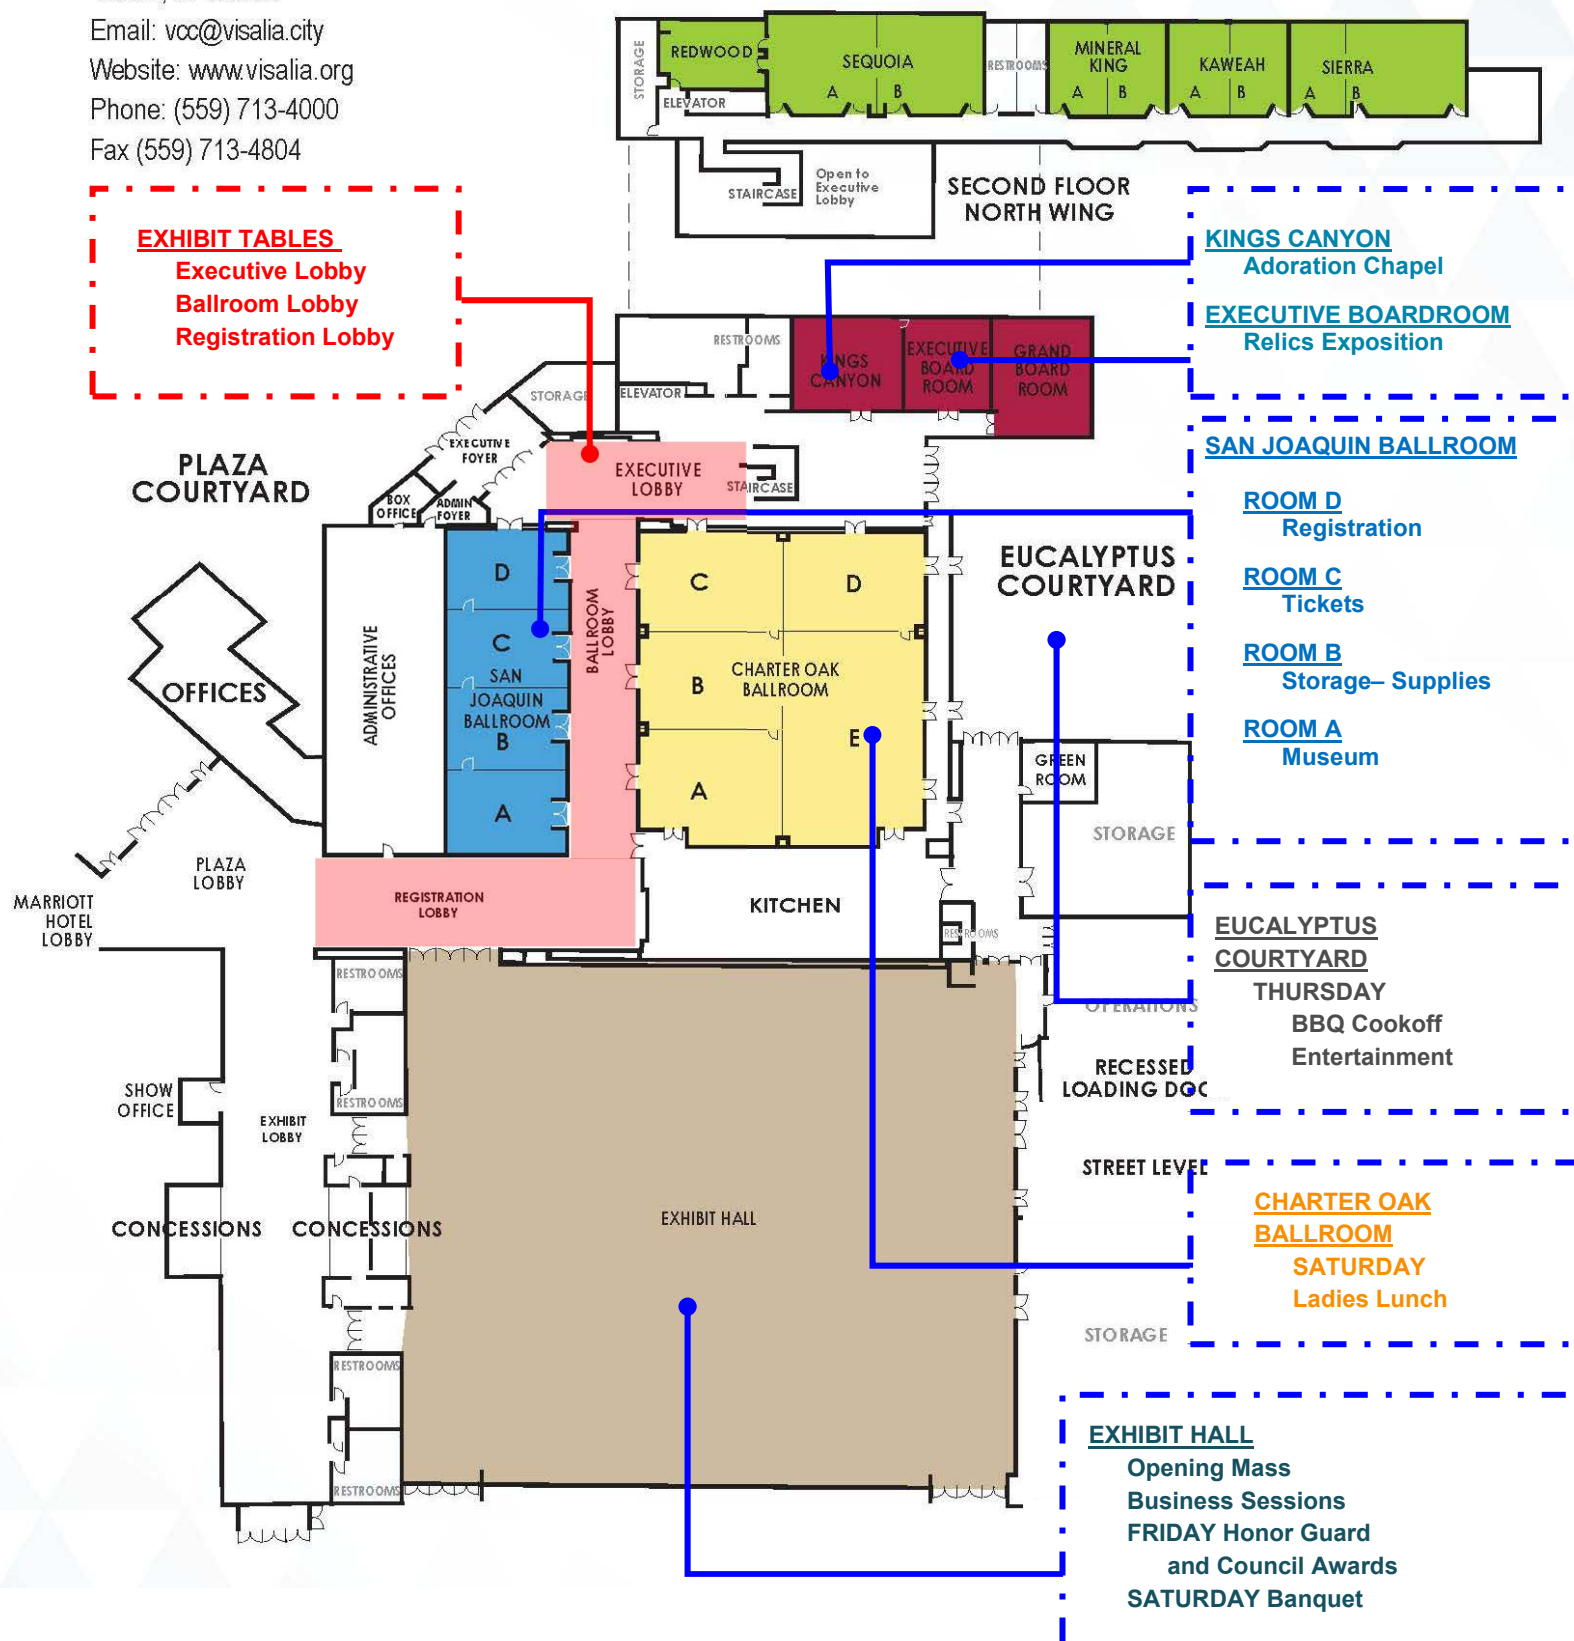 Email: vcc@visalia.city
Website: www.visalia.org
Phone: (559) 713-4000
Fax (559) 713-4804
STORAGE
REDWOOD
ELEVATOR
SEQUOIA
A B
RESTROOMS
MINERAL
KING
A B
KAWEAH
A B
SIERRA
A B
STAIRCASE
Open to
Executive
Lobby
SECOND FLOOR
NORTH WING
EXHIBIT TABLES
Executive Lobby
Ballroom Lobby
Registration Lobby
KINGS CANYON
Adoration Chapel
EXECUTIVE BOARDROOM
Relics Exposition
RESTROOMS
KINGS
CANYON
EXECUTIVE
BOARD
ROOM
GRAND
BOARD
ROOM
STORAGE
ELEVATOR
EXECUTIVE
FOYER
BOX
OFFICE
ADMIN
FOYER
EXECUTIVE
LOBBY
STAIRCASE
PLAZA
COURTYARD
SAN JOAQUIN BALLROOM
ROOM D
Registration
ROOM C
Tickets
ROOM B
Storage– Supplies
ROOM A
Museum
OFFICES
ADMINISTRATIVE
OFFICES
D
C
SAN
JOAQUIN
BALLROOM
B
A
BALLROOM
LOBBY
C
D
B
CHARTER OAK
BALLROOM
E
A
EUCALYPTUS
COURTYARD
GREEN
ROOM
STORAGE
PLAZA
LOBBY
MARRIOTT
HOTEL
LOBBY
REGISTRATION
LOBBY
KITCHEN
RESTROOMS
EUCALYPTUS
COURTYARD
THURSDAY
BBQ Cookoff
Entertainment
RESTROOMS
OPERATIONS
RECESSED
LOADING DOC
SHOW
OFFICE
RESTROOMS
EXHIBIT
LOBBY
STREET LEVEL
CONCESSIONS
CONCESSIONS
EXHIBIT HALL
CHARTER OAK
BALLROOM
SATURDAY
Ladies Lunch
STORAGE
RESTROOMS
RESTROOMS
EXHIBIT HALL
Opening Mass
Business Sessions
FRIDAY Honor Guard
and Council Awards
SATURDAY Banquet